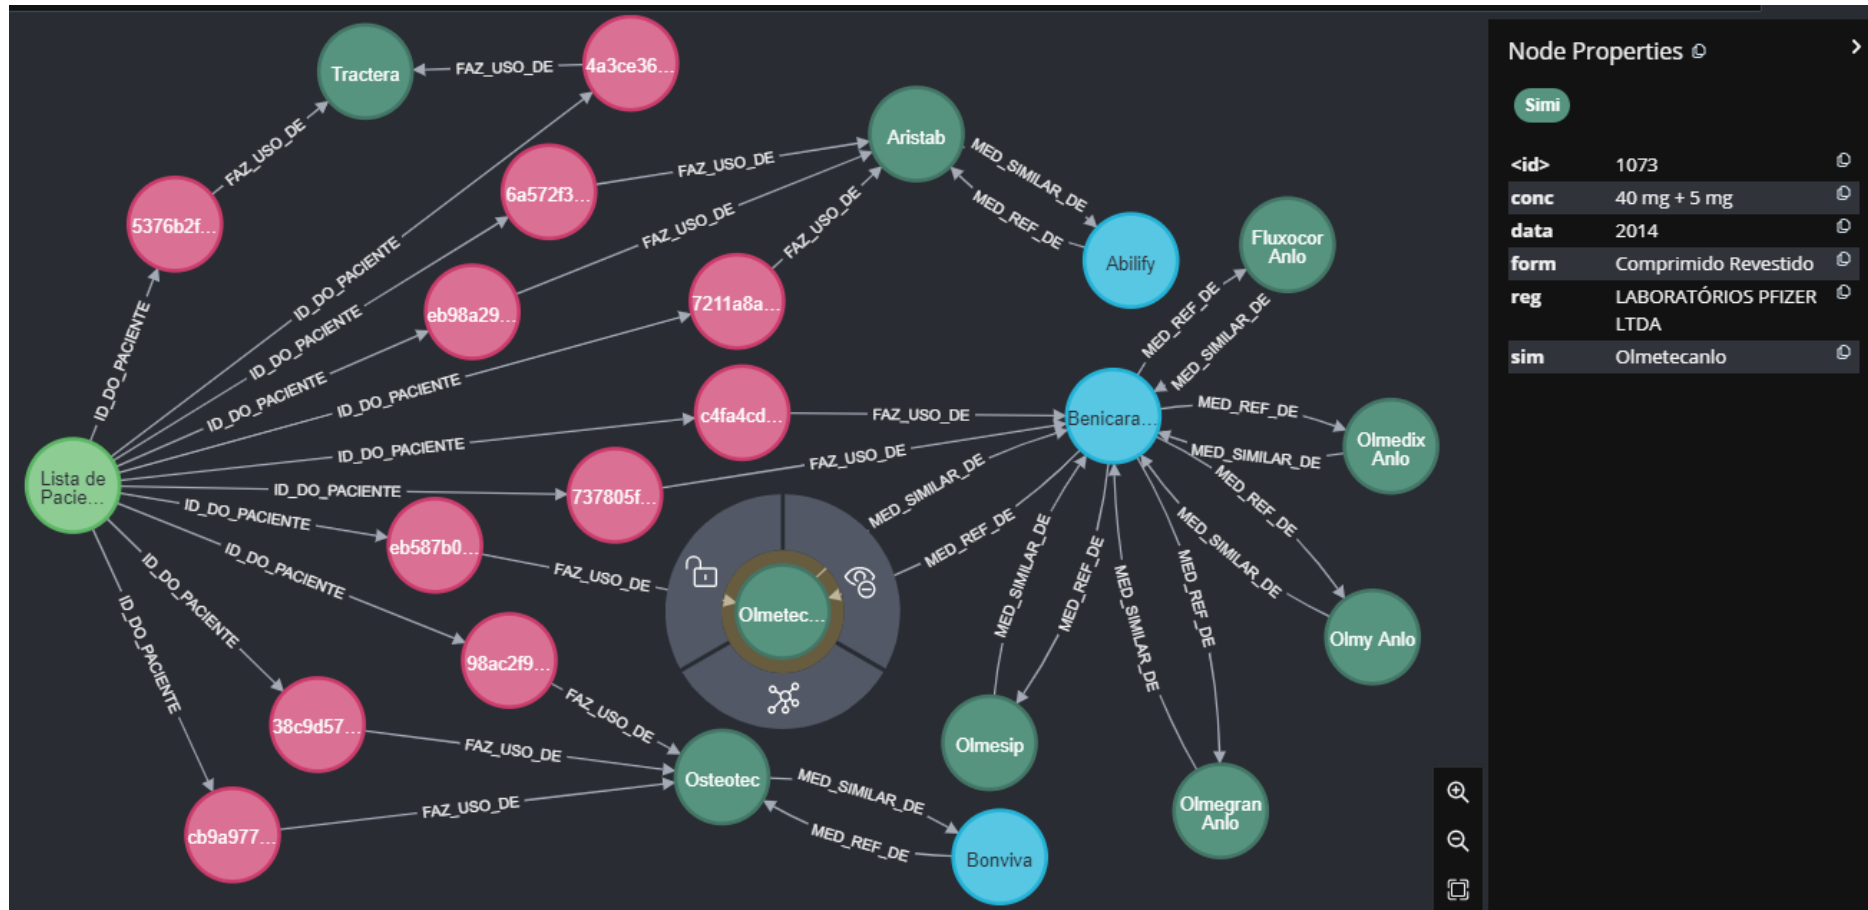 Tractera
FAZ_USO_DE
4a3ce36...
FAZ_USO_DE
Aristab
MED_SIMILAR_DE
FAZ_USO_DE
6a572f3...
5376b2f...
FAZ_USO_DE
FAZ_USO_DE
MED_REF_DE
Fluxocor
Anlo
Abilify
ID_DO_PACIENTE
eb98a29...
7211a8a...
MED_REF_DE
ID_DO_PACIENTE
MED_SIMILAR_DE
ID_DO_PACIENTE
ID_DO_PACIENTE
ID_DO_PACIENTE
c4fa4cd...
FAZ_USO_DE
Benicara...
MED_REF_DE
Olmedix
Anlo
ID_DO_PACIENTE
FAZ_USO_DE
MED_SIMILAR_DE
Lista de
Pacie...
ID_DO_PACIENTE
737805f...
MED_SIMILAR_DE
MED_REF_DE
ID_DO_PACIENTE
eb587b0...
MED_REF_DE
MED_SIMILAR_DE
ID_DO_PACIENTE
FAZ_USO_DE
MED_SIMILAR_DE
MED_REF_DE
ID_DO_PACIENTE
Olmetec...
MED_SIMILAR_DE
MED_REF_DE
Olmy Anlo
ID_DO_PACIENTE
98ac2f9...
FAZ_USO_DE
38c9d57...
FAZ_USO_DE
Olmesip
Osteotec
MED_SIMILAR_DE
Olmegran
Anlo
FAZ_USO_DE
cb9a977...
MED_REF_DE
Bonviva
Node Properties
Simi
<id> 1073
conc 40 mg + 5 mg
data 2014
form Comprimido Revestido
reg LABORATÓRIOS PFIZER
LTDA
sim Olmetecanlo